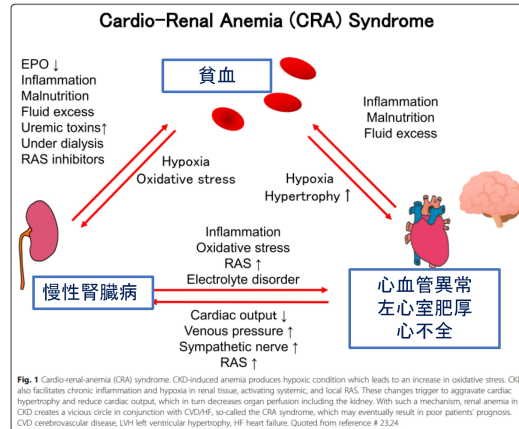 Cardio-Renal Anemia (CRA) Syndrome
EPO ↓
Inflammation
Malnutrition
Fluid excess
Uremic toxins↑
Under dialysis
RAS inhibitors
貧血
Inflammation
Malnutrition
Fluid excess
Hypoxia
Oxidative stress
Hypoxia
Hypertrophy ↑
Inflammation
Oxidative stress
RAS ↑
Electrolyte disorder
慢性腎臓病
心血管異常
左心室肥厚
心不全
Cardiac output ↓
Venous pressure ↑
Sympathetic nerve ↑
RAS ↑
Fig. 1 Cardio-renal-anemia (CRA) syndrome. CKD-induced anemia produces hypoxic condition which leads to an increase in oxidative stress. CKD
also facilitates chronic inflammation and hypoxia in renal tissue, activating systemic, and local RAS. These changes trigger to aggravate cardiac
hypertrophy and reduce cardiac output, which in turn decreases organ perfusion including the kidney. With such a mechanism, renal anemia in
CKD creates a vicious circle in conjunction with CVD/HF, so-called the CRA syndrome, which may eventually result in poor patients' prognosis.
CVD cerebrovascular disease, LVH left ventricular hypertrophy, HF heart failure. Quoted from reference # 23,24